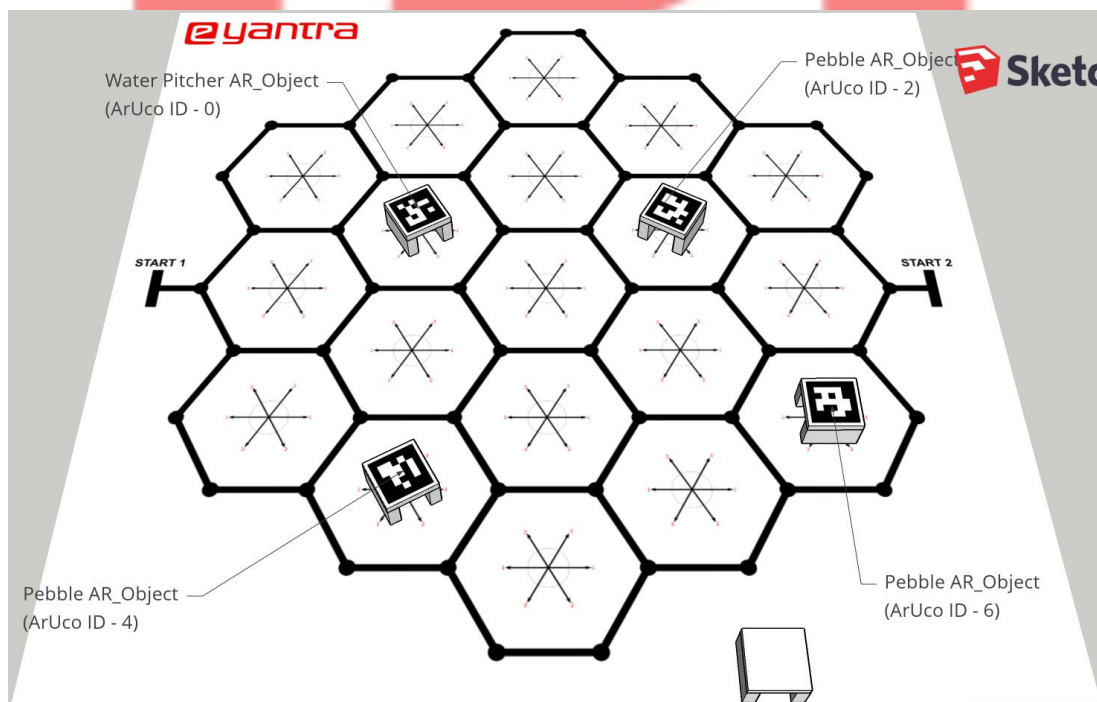 eyantra
Water Pitcher AR_Object
(ArUco ID - 0)
Pebble AR_Object
(ArUco ID - 2)
Sketc
START 1
START 2
Pebble AR_Object
(ArUco ID - 4)
Pebble AR_Object
(ArUco ID - 6)